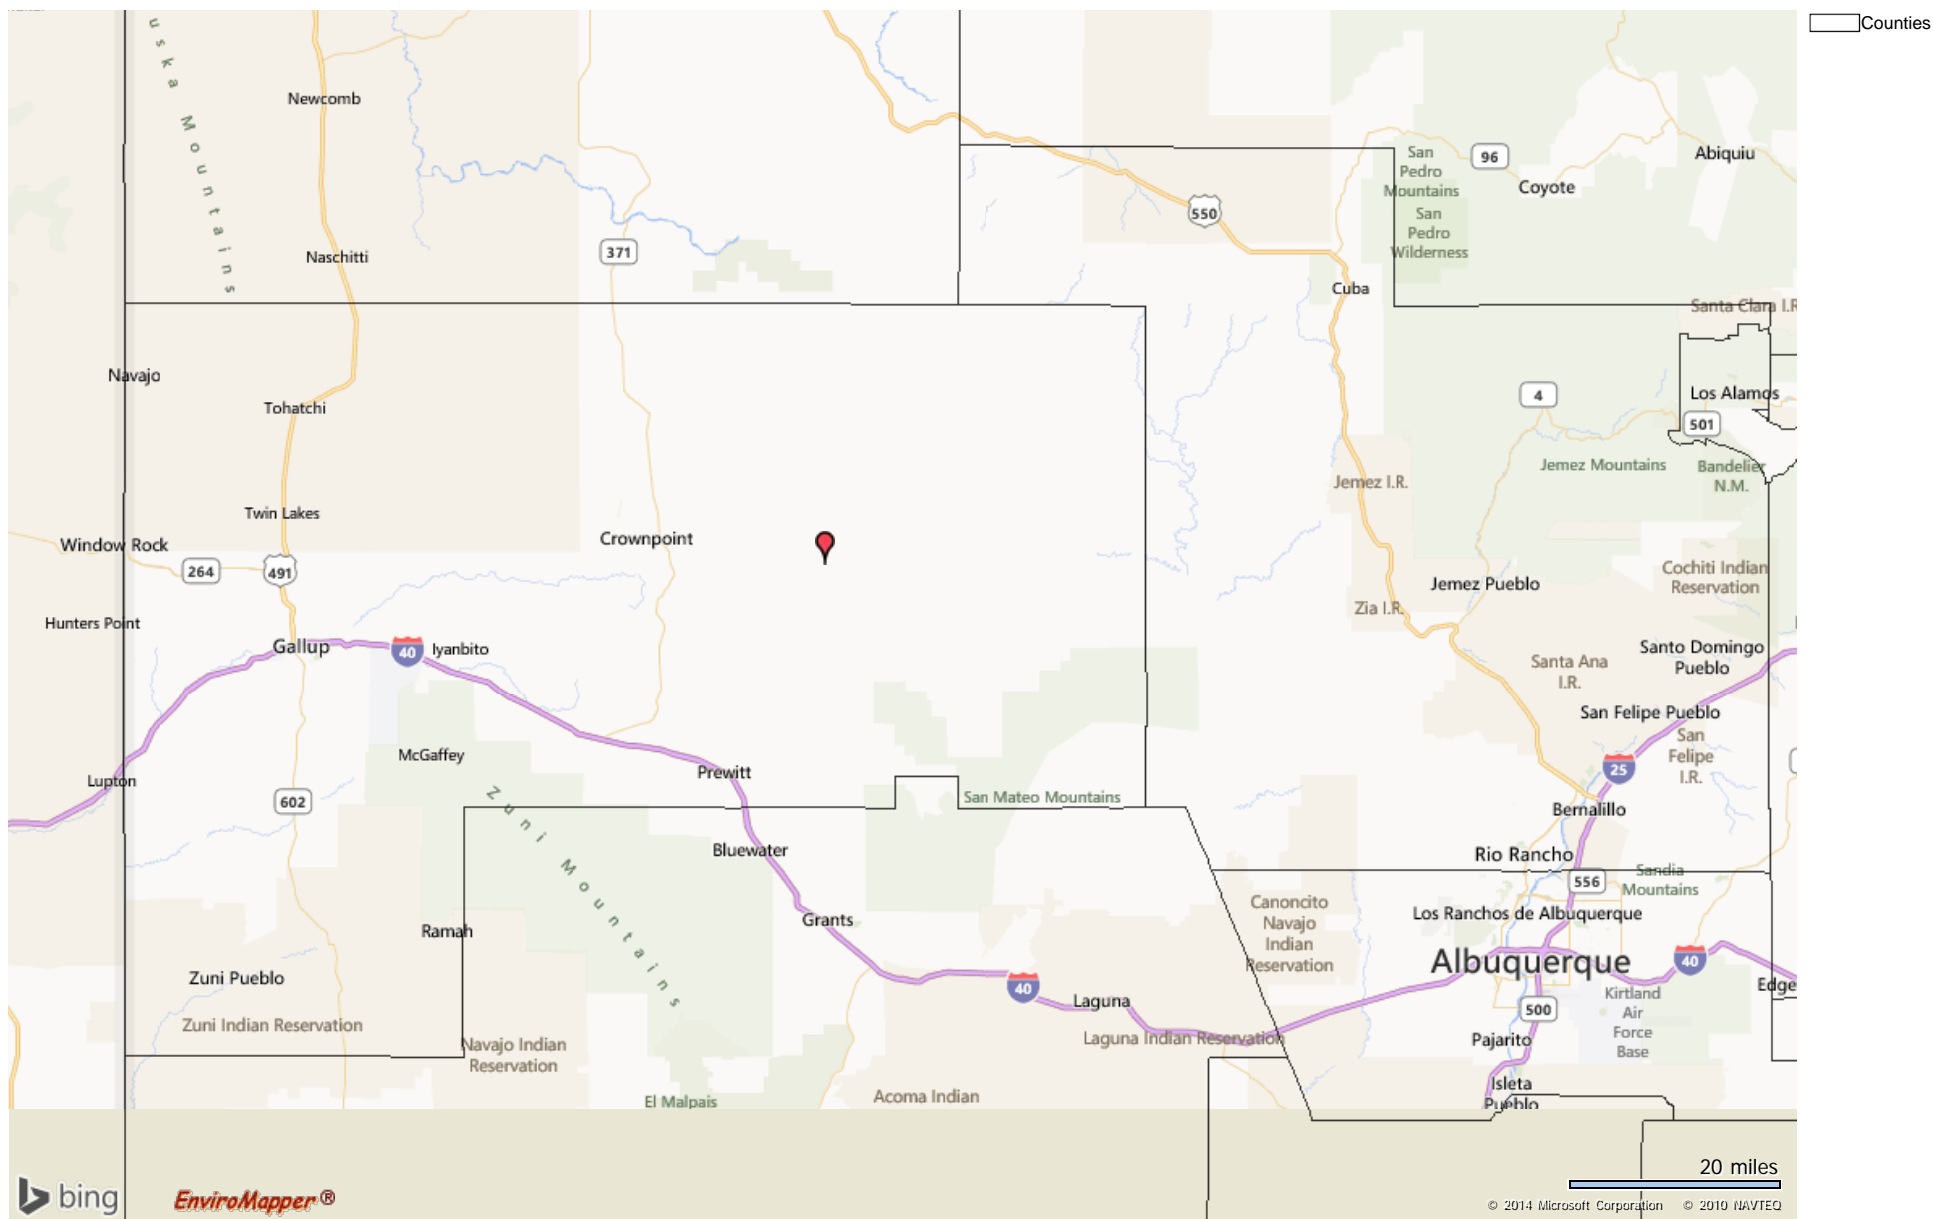 Counties
uska Mountains
Newcomb
96
Abiquiu
San
Pedro
Mountains
Coyote
San
Pedro
Wilderness
550
371
Naschitti
Cuba
Santa Clara I.R
Navajo
Tohatchi
4
Los Alamos
501
Jemez Mountains
Bandelier
N.M.
Jemez I.R.
Twin Lakes
Crownpoint
Window Rock
264
491
Cochiti Indian
Reservation
Jemez Pueblo
Zia I.R.
Hunters Point
Gallup
40
Iyanbito
Santo Domingo
Pueblo
Santa Ana
I.R.
San Felipe Pueblo
San
Felipe
I.R.
McGaffey
Prewitt
25
Lupton
602
Zuni Mountains
San Mateo Mountains
Bernalillo
Bluewater
Rio Rancho
556
Sandia
Mountains
Canoncito
Navajo
Indian
Reservation
Los Ranchos de Albuquerque
Grants
Ramah
Albuquerque
40
Zuni Pueblo
40
Laguna
Kirtland
Air
Force
Base
Edge
500
Zuni Indian Reservation
Navajo Indian
Reservation
Laguna Indian Reservation
Pajarito
Isleta
Pueblo
El Malpais
Acoma Indian
20 miles
bing
EnviroMapper®
© 2014 Microsoft Corporation © 2010 NAVTEQ